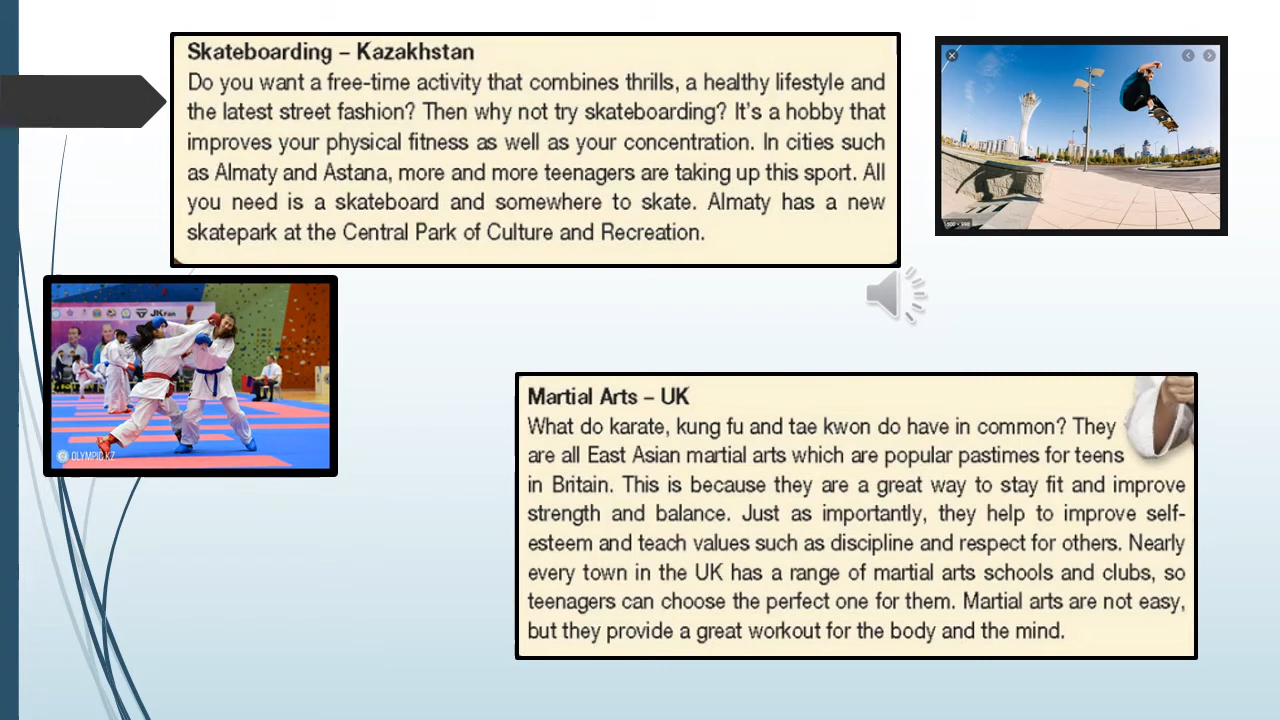 Skateboarding – Kazakhstan
Do you want a free-time activity that combines thrills, a healthy lifestyle and
the latest street fashion? Then why not try skateboarding? It's a hobby that
improves your physical fitness as well as your concentration. In cities such
as Almaty and Astana, more and more teenagers are taking up this sport. All
you need is a skateboard and somewhere to skate. Almaty has a new
skatepark at the Central Park of Culture and Recreation.
JKFan
OLYMPIC.KZ
Martial Arts – UK
What do karate, kung fu and tae kwon do have in common? They
are all East Asian martial arts which are popular pastimes for teens
in Britain. This is because they are a great way to stay fit and improve
strength and balance. Just as importantly, they help to improve self-
esteem and teach values such as discipline and respect for others. Nearly
every town in the UK has a range of martial arts schools and clubs, so
teenagers can choose the perfect one for them. Martial arts are not easy,
but they provide a great workout for the body and the mind.